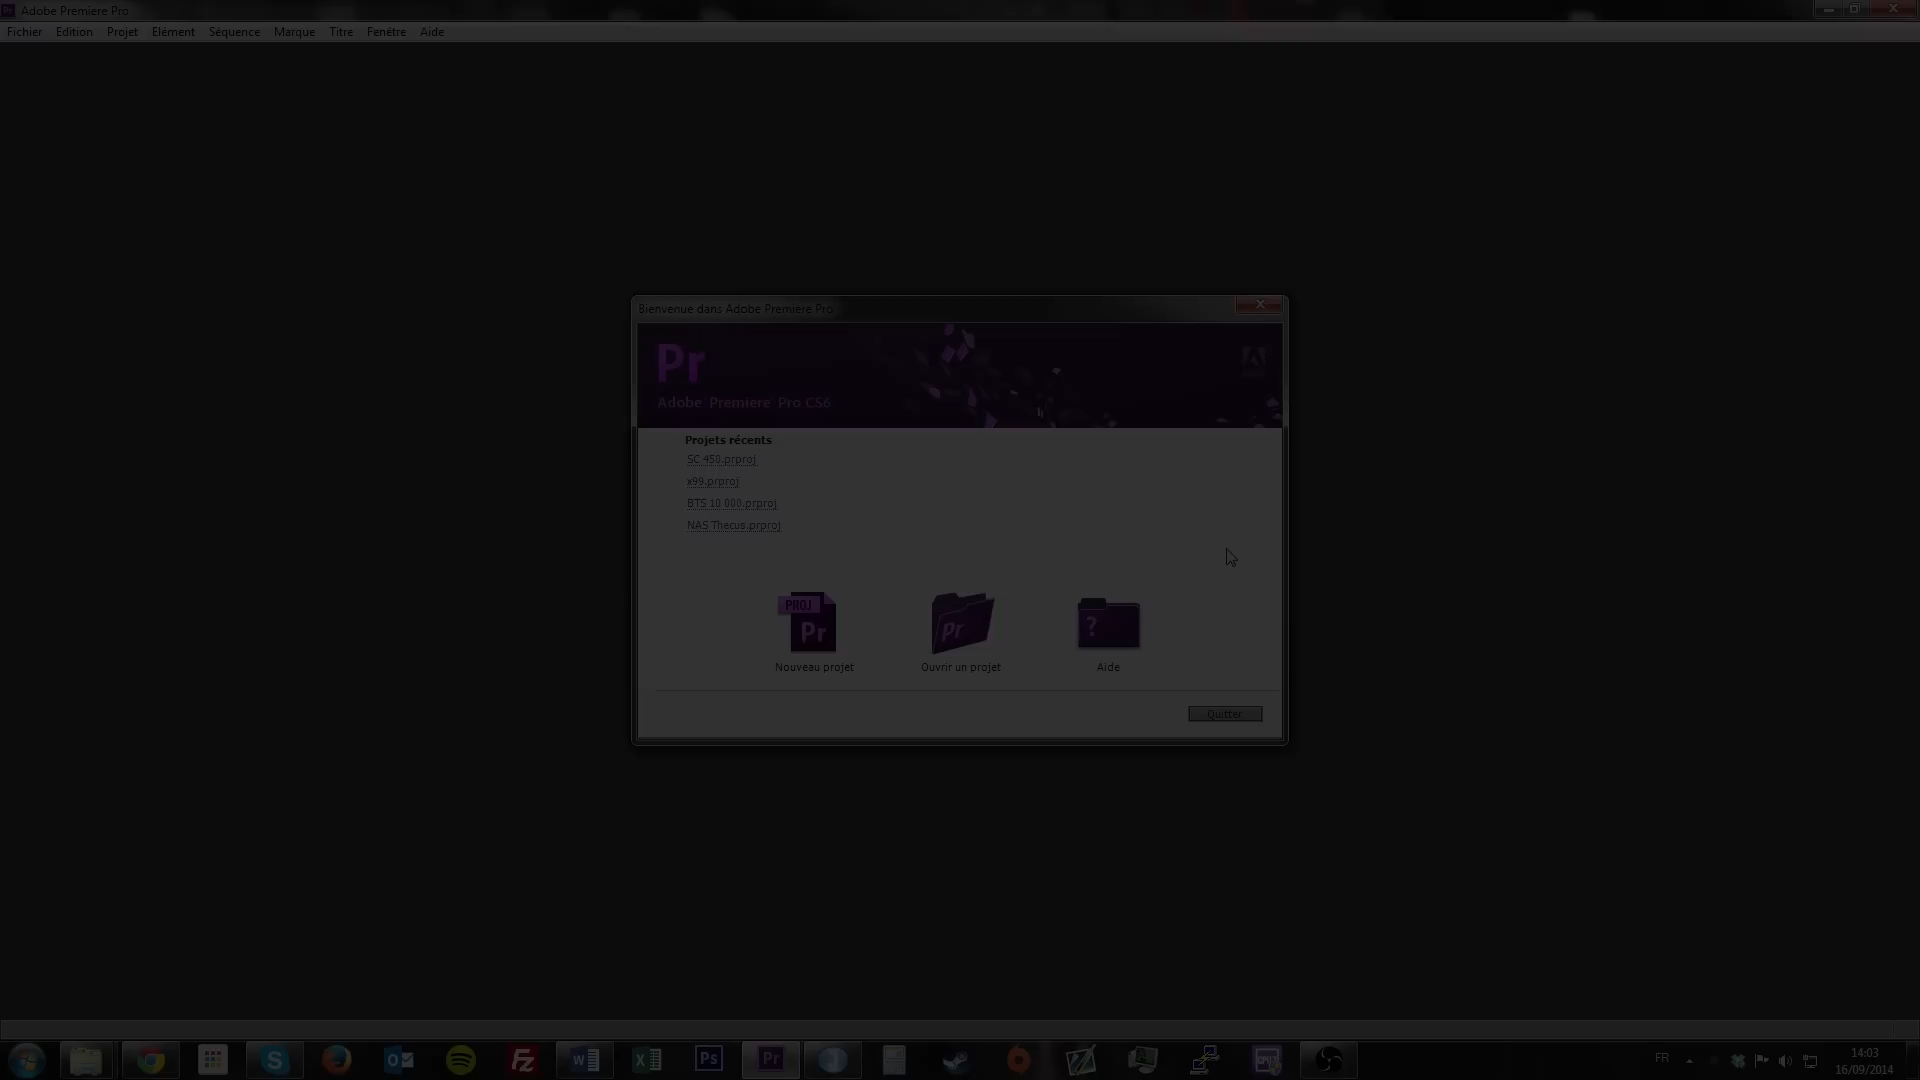 Adobe Premiere Pro
Fichier Edition Projet Elément Séquence Marque Titre Fenêtre Aide
Bienvenue dans Adobe Premiere Pro
Pr
Adobe Premiere Pro CS6
Projets récents
SC 450.prproj
x99.prproj
BTS 10 000.prproj
NAS Thecus.prproj
PROJ
Pr
Pr
?
Nouveau projet Ouvrir un projet Aide
Quitter
FR
14:03
16/09/2014